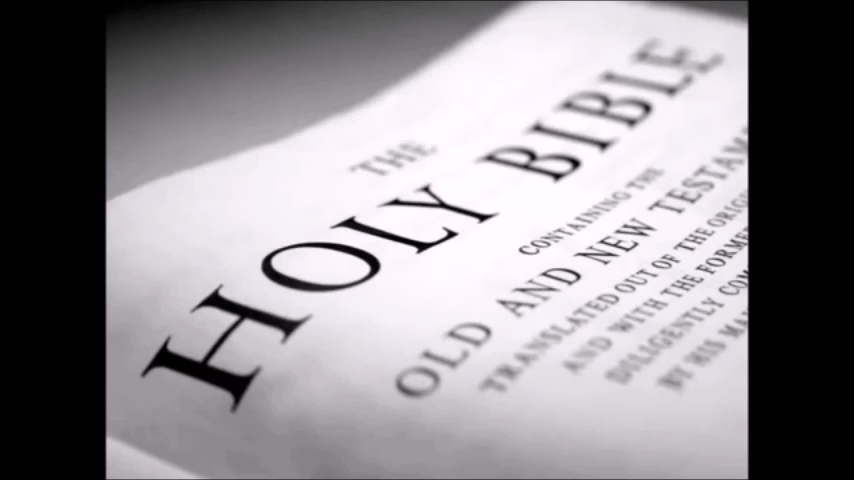 THE
HOLY BIBLE
CONTAINING THE
OLD AND NEW TESTAM
TRANSLATED OUT OF THE ORIGI
AND WITH THE FORME
DILIGENTLY COM
BY HIS MA